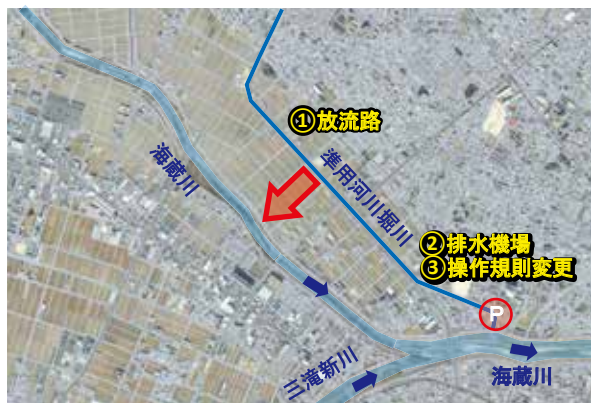 ①放流路
海蔵川
準用河川堀川
②排水機場
③操作規則変更
P
三滝新川
海蔵川